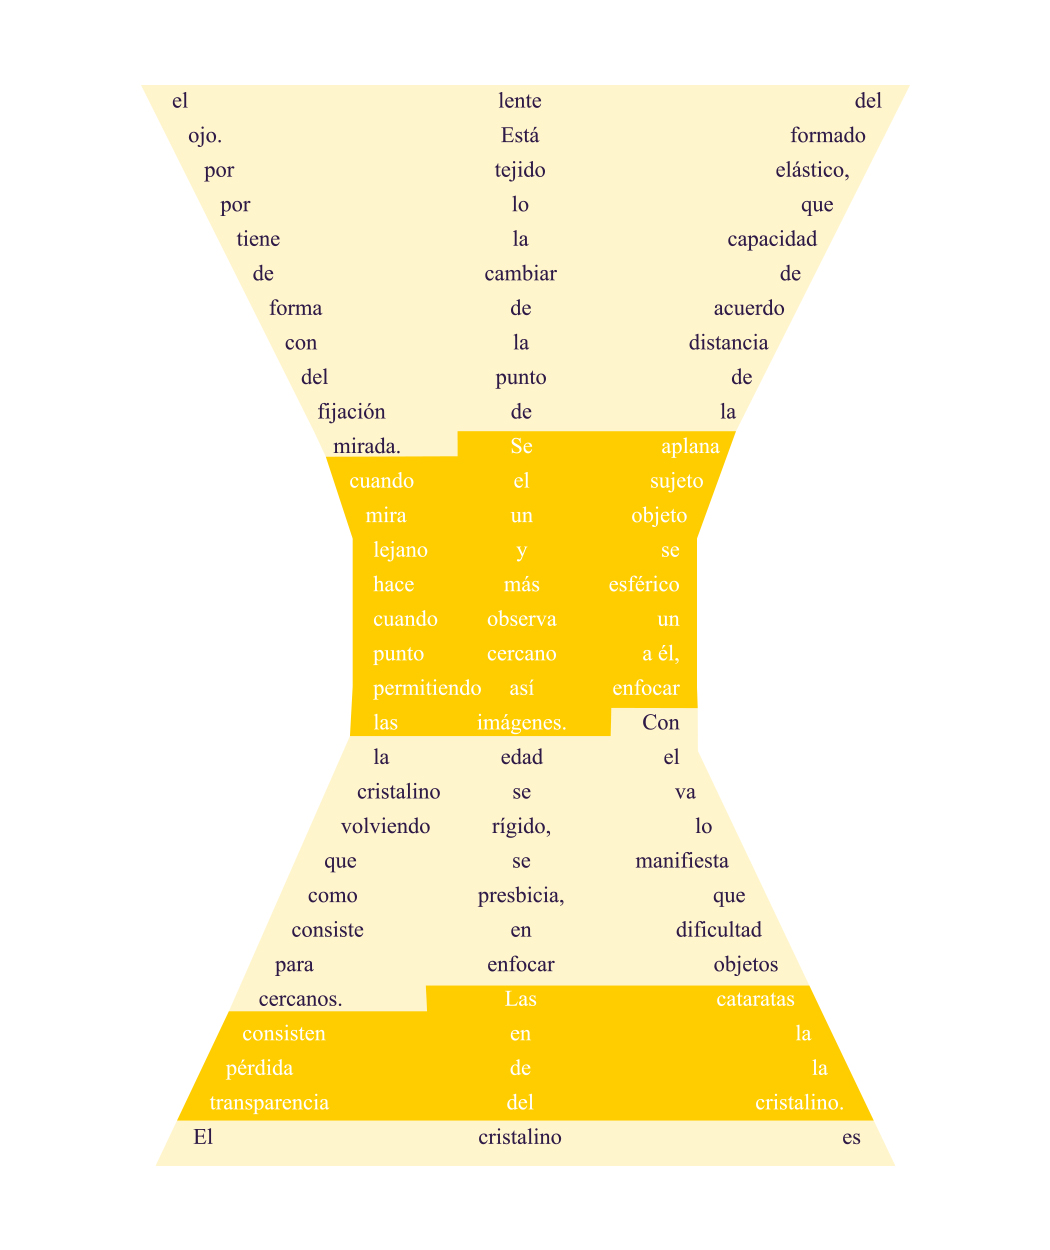 el lente del
ojo. Está formado
por tejido elástico,
por lo que
tiene la capacidad
de cambiar de
forma de acuerdo
con la distancia
del punto de
fijación de la
mirada. Se aplana
cuando el sujeto
mira un objeto
lejano y se
hace más esférico
cuando observa un
punto cercano a él,
permitiendo así enfocar
las imágenes. Con
la edad el
cristalino se va
volviendo rígido, lo
que se manifiesta
como presbicia, que
consiste en dificultad
para enfocar objetos
cercanos. Las cataratas
consisten en la
pérdida de la
transparencia del cristalino.
El cristalino es